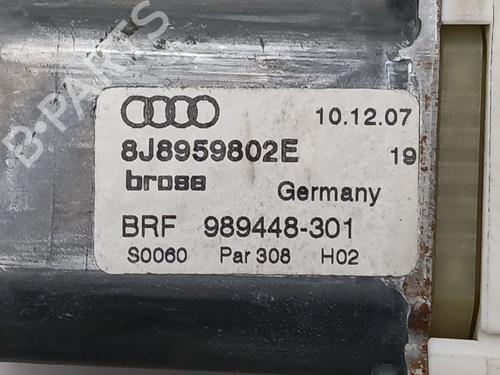 B-PARTS
10.12.07
8J8959802E 19
brose Germany
BRF 989448-301
S0060 Par 308 H02